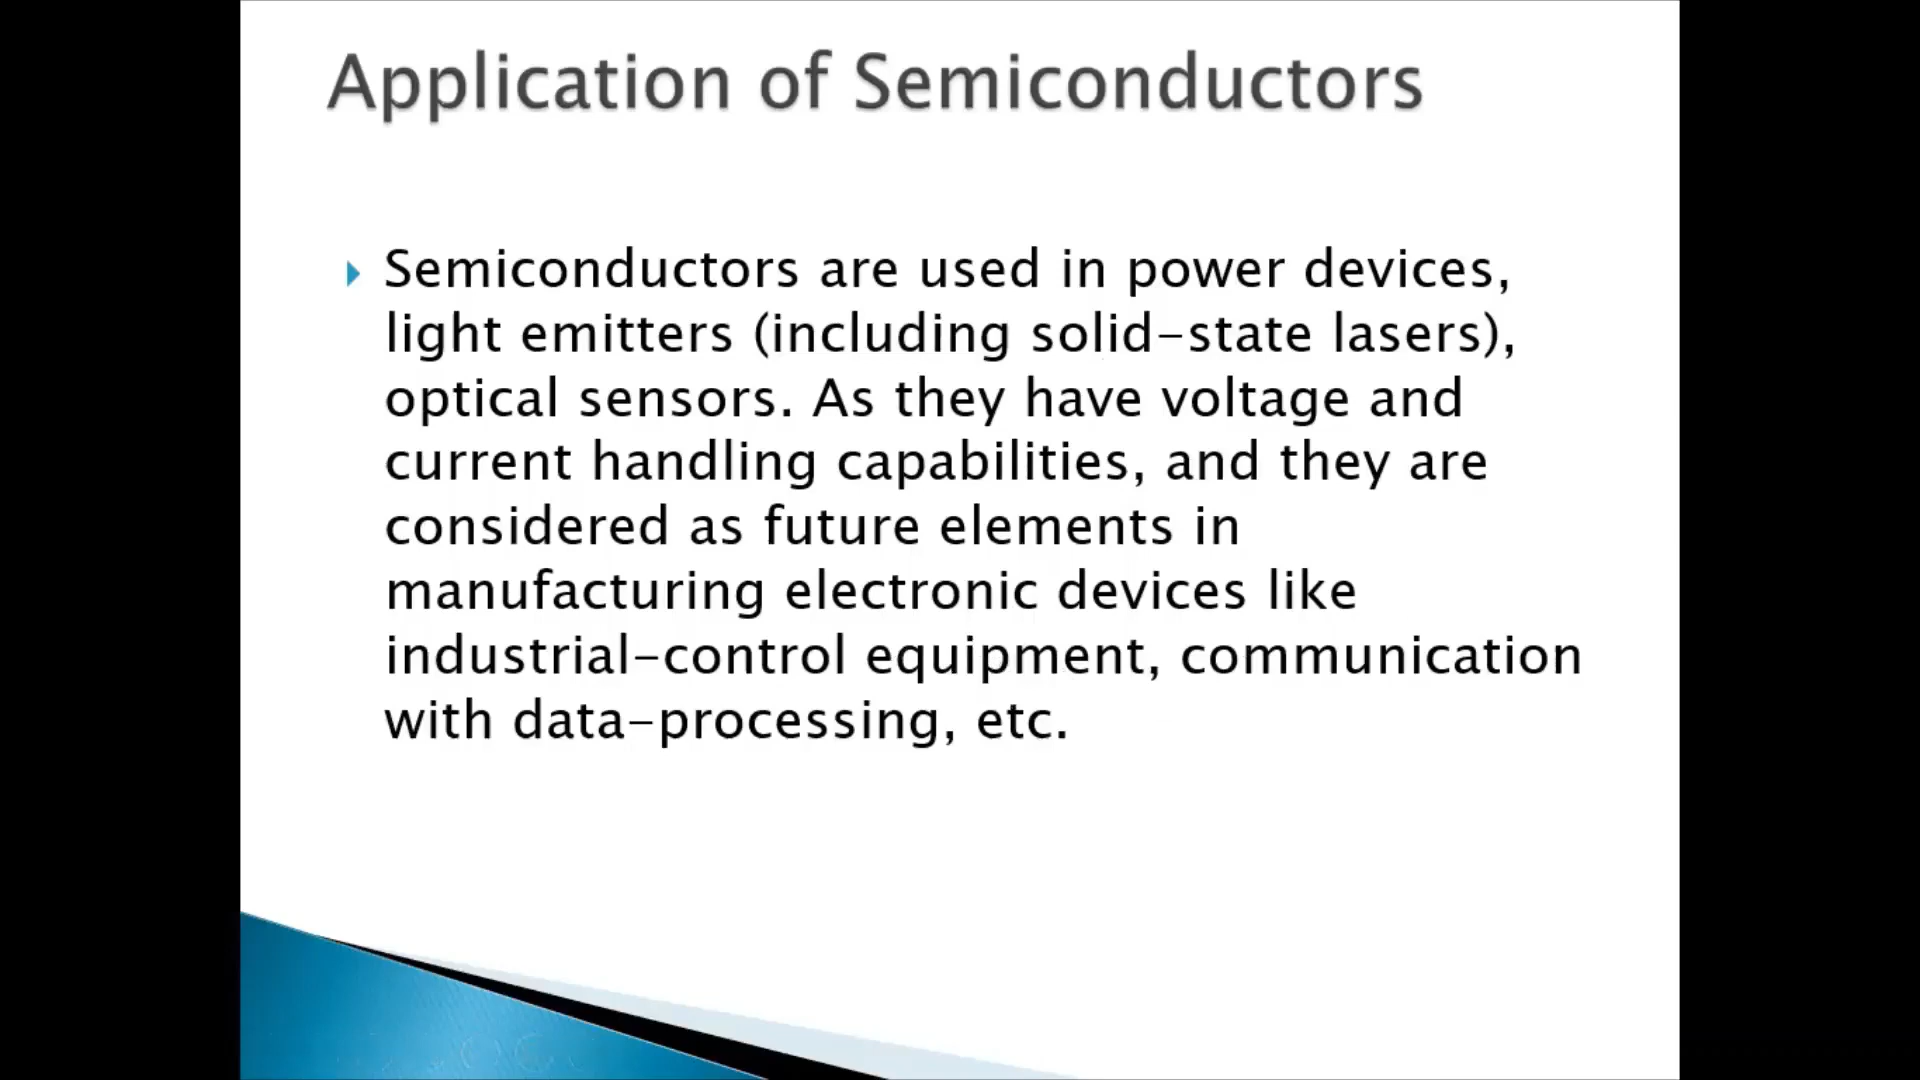 Application of Semiconductors
Semiconductors are used in power devices,
light emitters (including solid-state lasers),
optical sensors. As they have voltage and
current handling capabilities, and they are
considered as future elements in
manufacturing electronic devices like
industrial-control equipment, communication
with data-processing, etc.